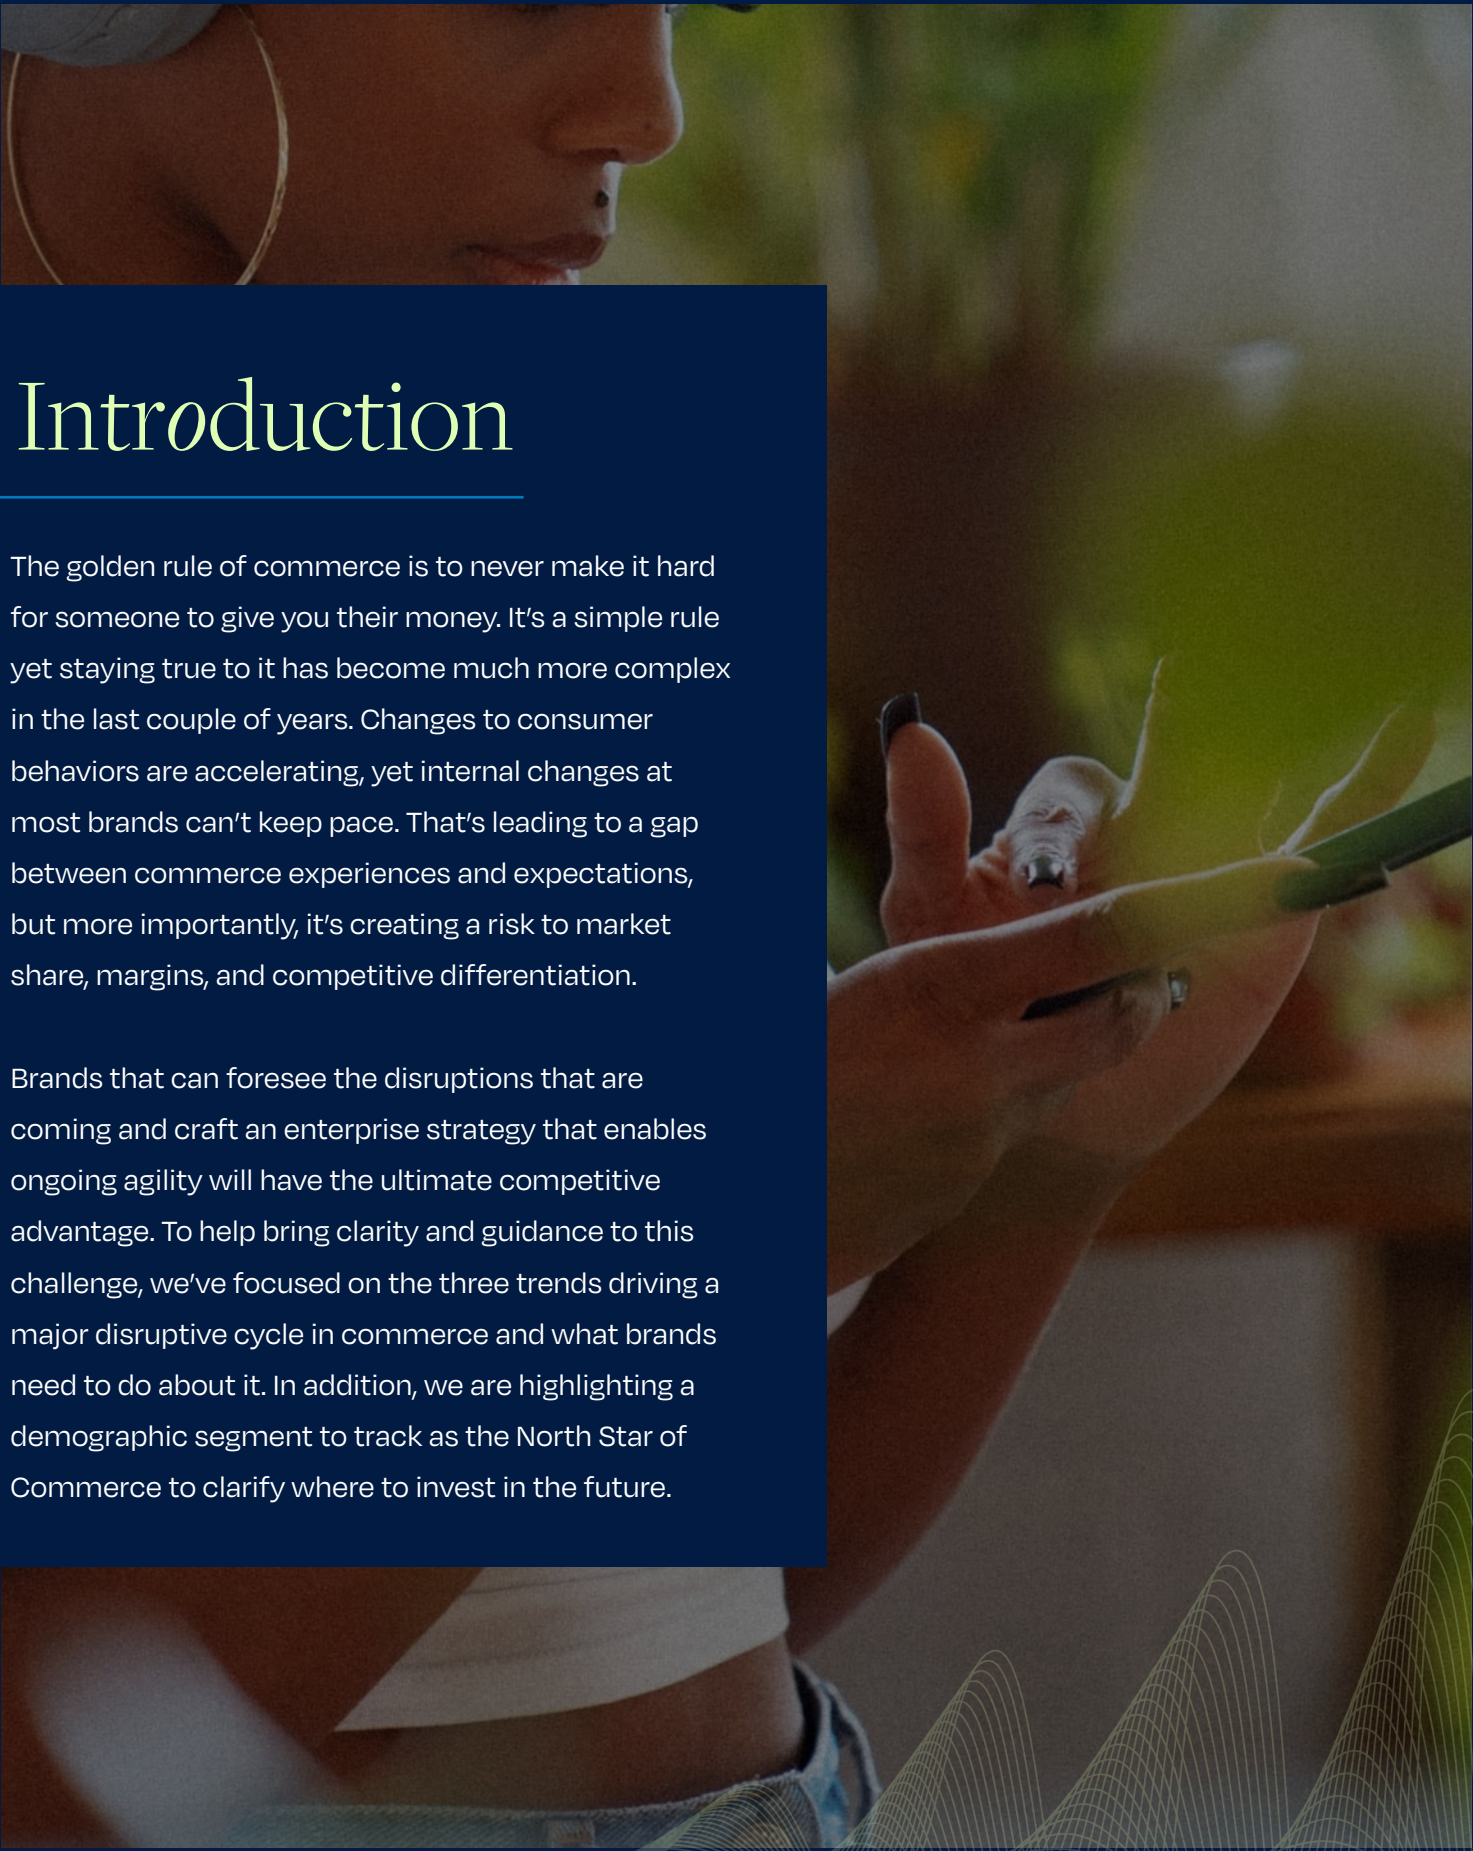 Introduction
The golden rule of commerce is to never make it hard
for someone to give you their money. It’s a simple rule
yet staying true to it has become much more complex
in the last couple of years. Changes to consumer
behaviors are accelerating, yet internal changes at
most brands can’t keep pace. That’s leading to a gap
between commerce experiences and expectations,
but more importantly, it’s creating a risk to market
share, margins, and competitive differentiation.
Brands that can foresee the disruptions that are
coming and craft an enterprise strategy that enables
ongoing agility will have the ultimate competitive
advantage. To help bring clarity and guidance to this
challenge, we’ve focused on the three trends driving a
major disruptive cycle in commerce and what brands
need to do about it. In addition, we are highlighting a
demographic segment to track as the North Star of
Commerce to clarify where to invest in the future.